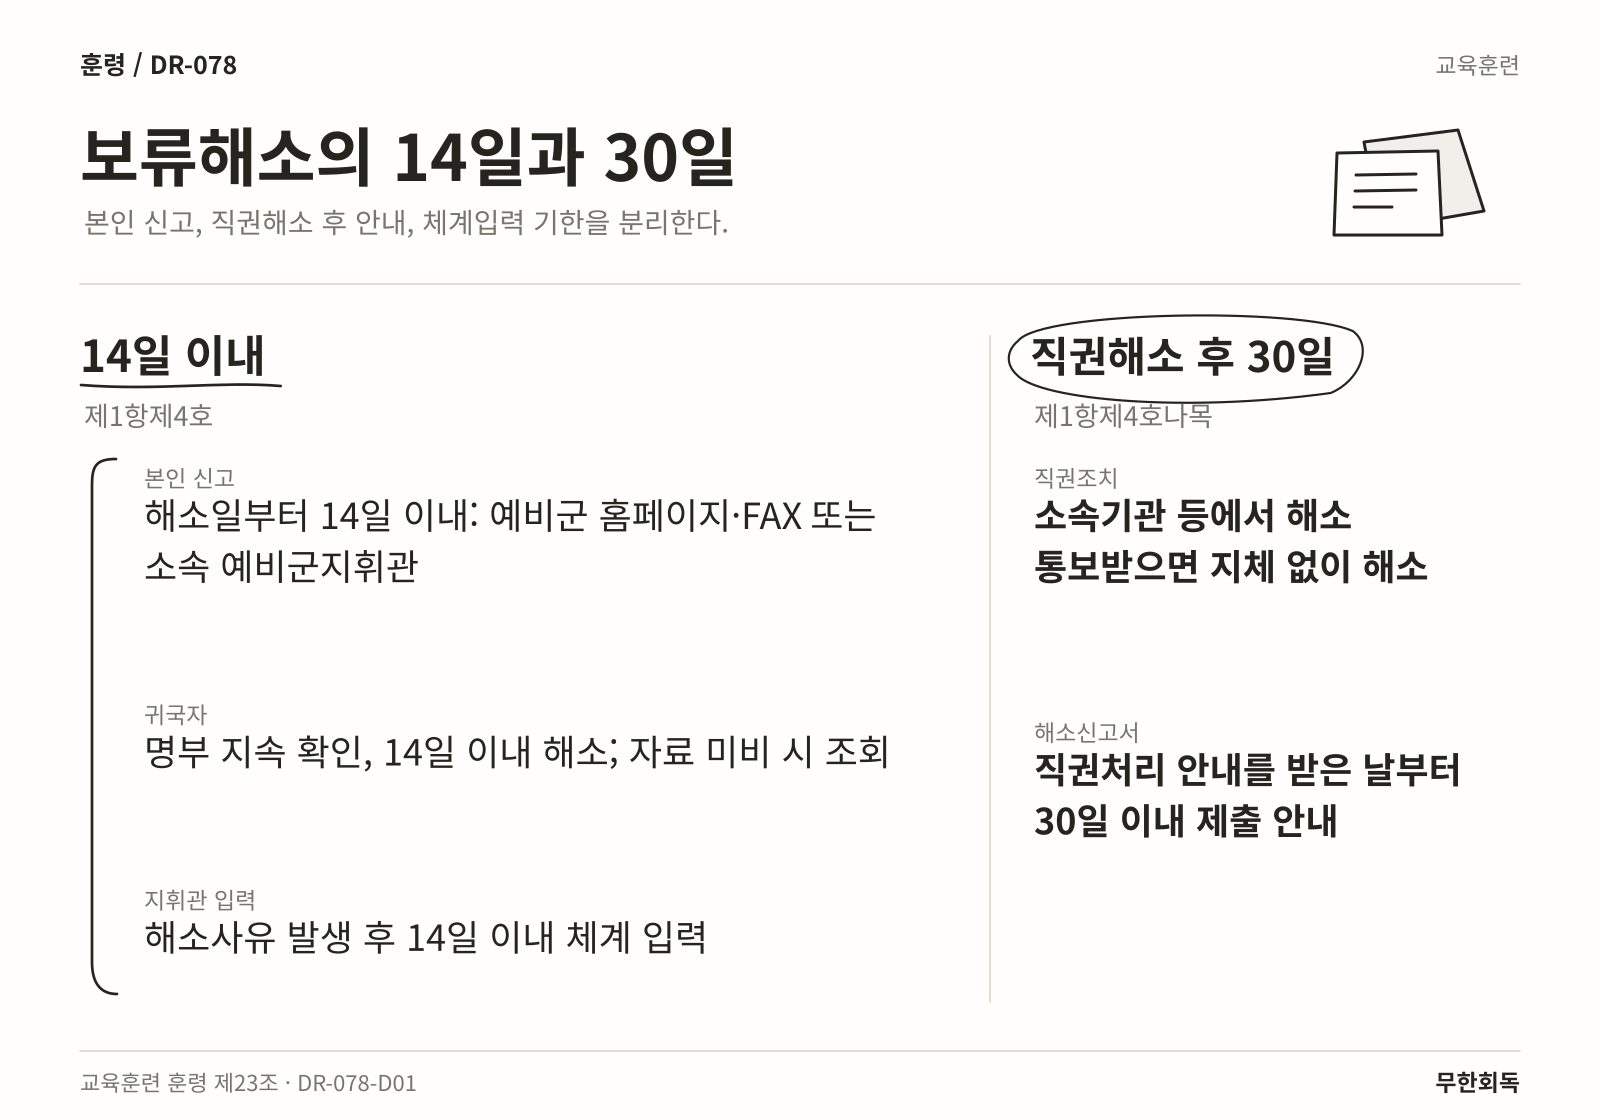 훈령 / DR-078
교육훈련
보류해소의 14일과 30일
본인 신고, 직권해소 후 안내, 체계입력 기한을 분리한다.
14일 이내
제1항제4호
본인 신고
해소일부터 14일 이내: 예비군 홈페이지·FAX 또는
소속 예비군지휘관
귀국자
명부 지속 확인, 14일 이내 해소; 자료 미비 시 조회
지휘관 입력
해소사유 발생 후 14일 이내 체계 입력
직권해소 후 30일
제1항제4호나목
직권조치
소속기관 등에서 해소
통보받으면 지체 없이 해소
해소신고서
직권처리 안내를 받은 날부터
30일 이내 제출 안내
교육훈련 훈령 제23조 · DR-078-D01
무한회독